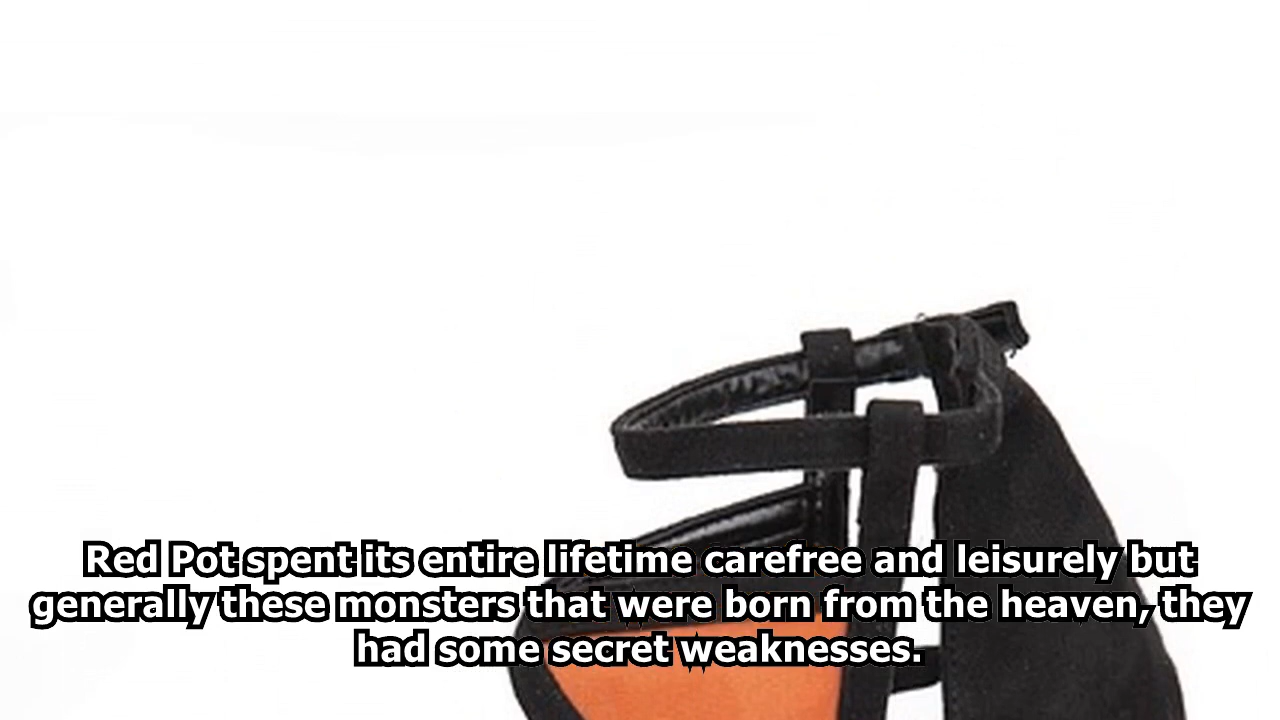 Red Pot spent its entire lifetime carefree and leisurely but
generally these monsters that were born from the heaven, they
had some secret weaknesses.